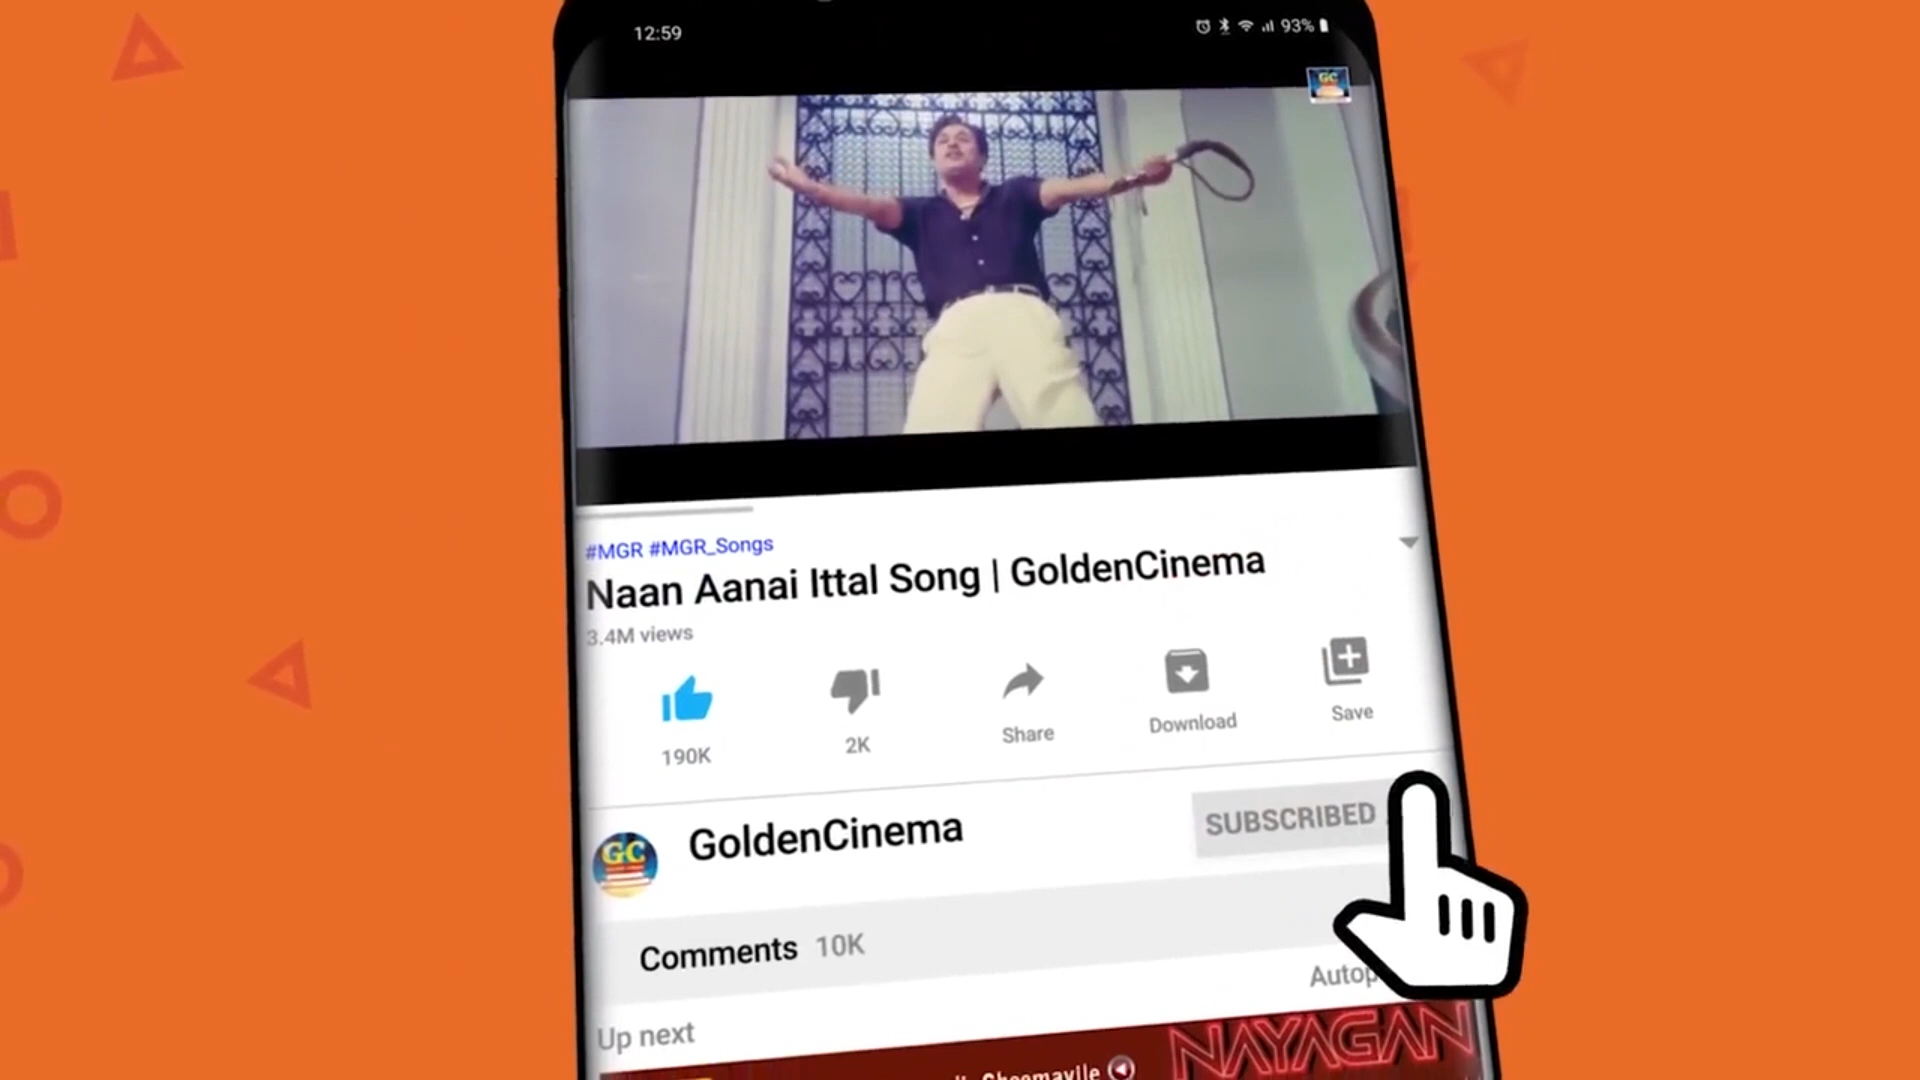 12:59
93%
GC
#MGR #MGR_Songs
Naan Aanai Ittal Song | GoldenCinema
3.4M views
190K
2K
Share
Download
Save
GC
GoldenCinema
SUBSCRIBED
Comments 10K
Up next
NAYAGAN